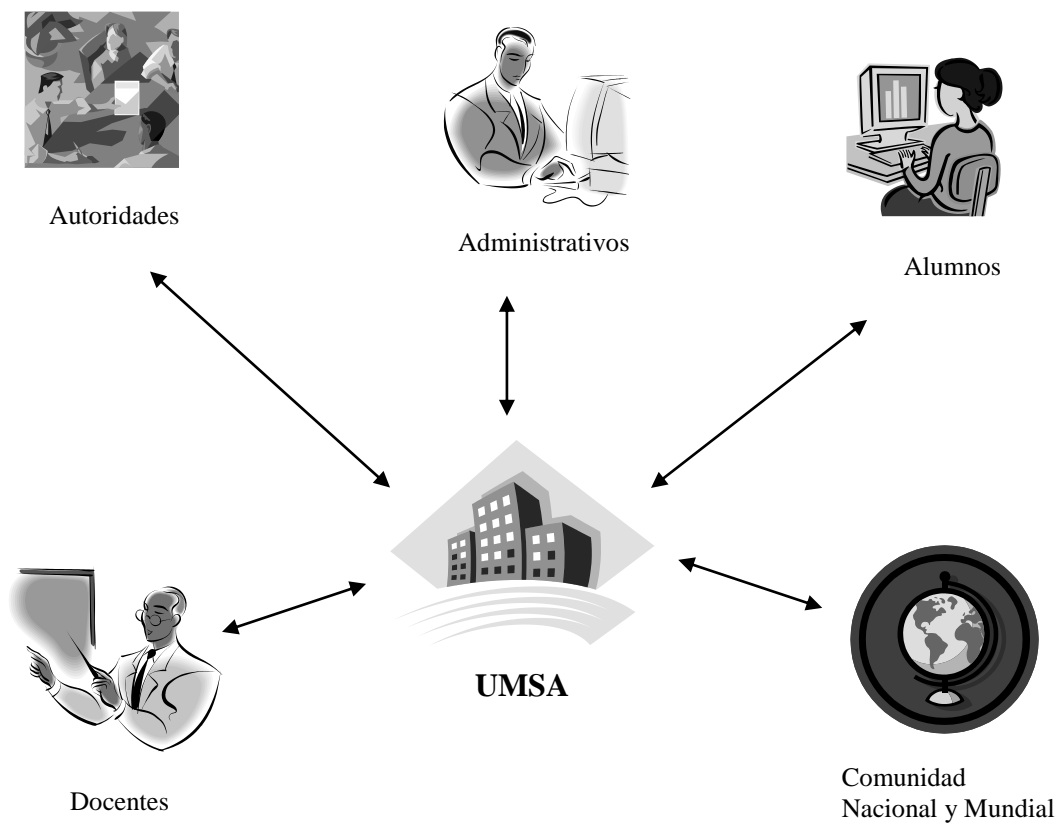 Autoridades
Administrativos
Alumnos
UMSA
Docentes
Comunidad
Nacional y Mundial